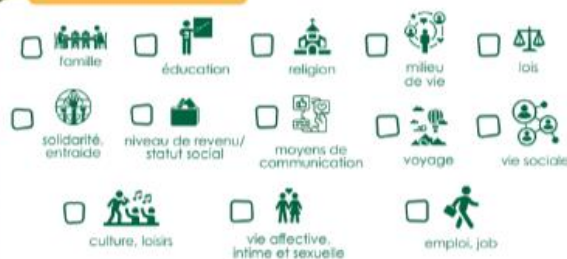 famille
éducation
religion
milieu
de vie
lois
solidarité,
entraide
niveau de revenu/
statut social
moyens de
communication
voyage
vie sociale
culture, loisirs
vie affective,
intime et sexuelle
emploi, job